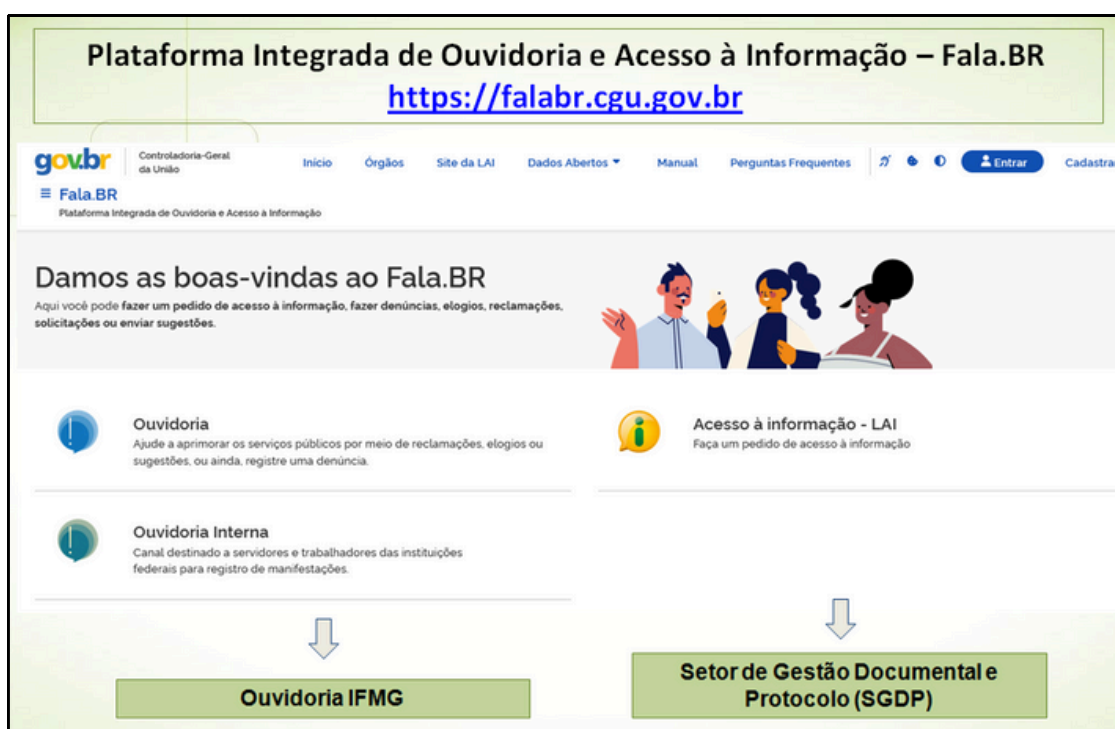 Plataforma Integrada de Ouvidoria e Acesso à Informação – Fala.BR
https://falabr.cgu.gov.br
gov.br
Controladoria-Geral
da União
Início
Órgãos
Site da LAI
Dados Abertos
Manual
Perguntas Frequentes
Entrar
Cadastrar
Fala.BR
Plataforma Integrada de Ouvidoria e Acesso à Informação
Damos as boas-vindas ao Fala.BR
Aqui você pode fazer um pedido de acesso à informação, fazer denúncias, elogios, reclamações,
solicitações ou enviar sugestões.
Ouvidoria
Ajude a aprimorar os serviços públicos por meio de reclamações, elogios ou
sugestões, ou ainda, registre uma denúncia.
Acesso à informação - LAI
Faça um pedido de acesso à informação
Ouvidoria Interna
Canal destinado a servidores e trabalhadores das instituições
federais para registro de manifestações.
Ouvidoria IFMG
Setor de Gestão Documental e
Protocolo (SGDP)